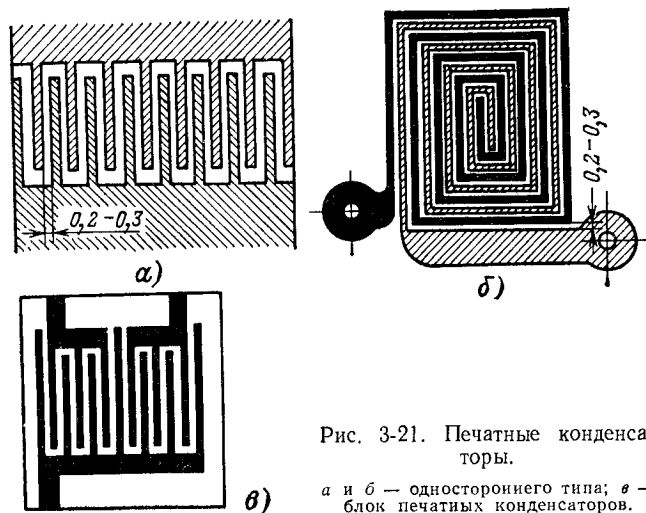 0,2-0,3
а)
0,2-0,3
б)
в)
Рис. 3-21. Печатные конденса-
торы.
а и б — одностороннего типа; в —
блок печатных конденсаторов.